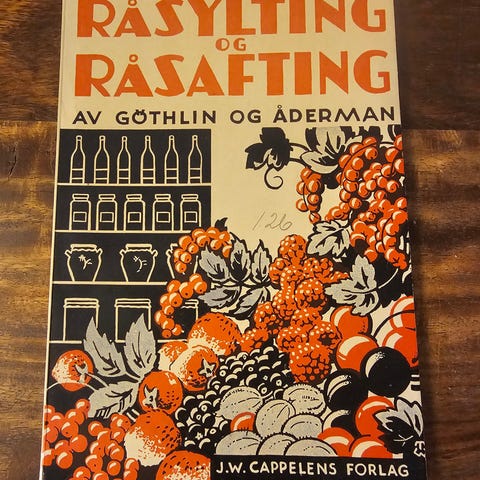 RÅSYLTING
OG
RÅSAFTING
AV GÖTHLIN OG ÅDERMAN
126
J.W. CAPPELENS FORLAG